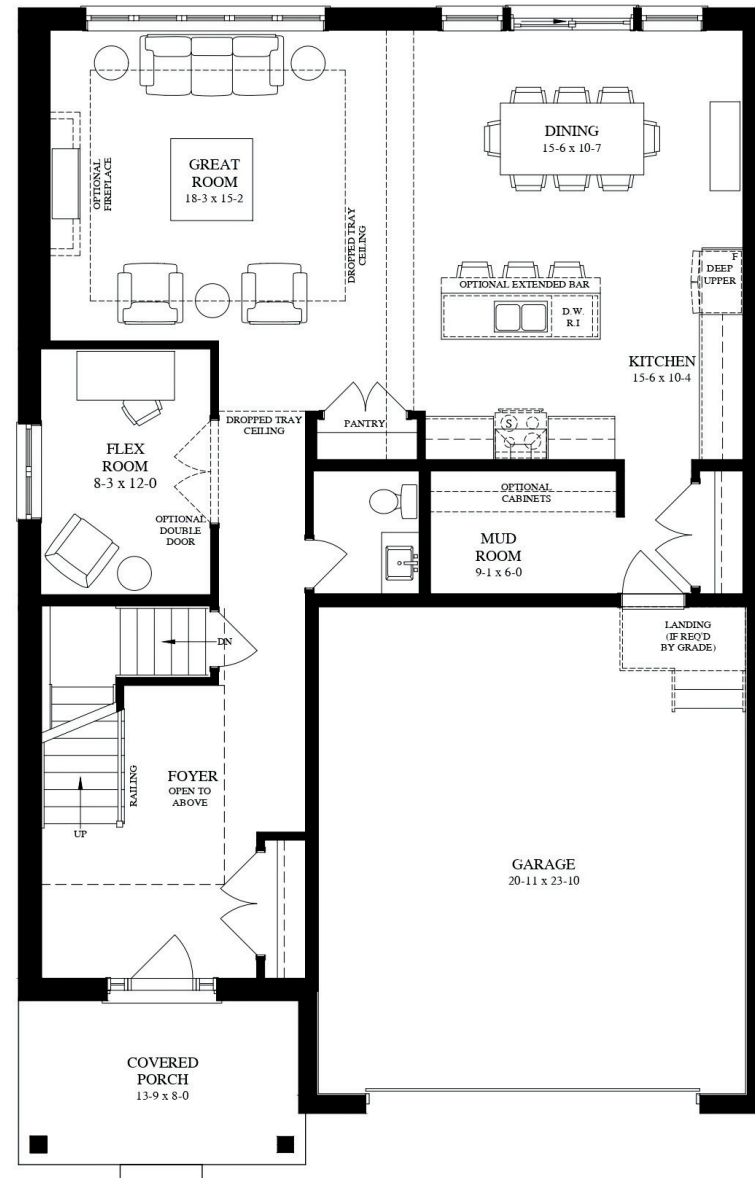 GREAT
ROOM
18-3 x 15-2
OPTIONAL
FIREPLACE
DROPPED TRAY
CEILING
DINING
15-6 x 10-7
F
DEEP
UPPER
OPTIONAL EXTENDED BAR
D.W.
R.I
KITCHEN
15-6 x 10-4
S
PANTRY
DROPPED TRAY
CEILING
FLEX
ROOM
8-3 x 12-0
OPTIONAL
DOUBLE
DOOR
OPTIONAL
CABINETS
MUD
ROOM
9-1 x 6-0
LANDING
(IF REQ'D
BY GRADE)
DN
UP
RAILING
FOYER
OPEN TO
ABOVE
GARAGE
20-11 x 23-10
COVERED
PORCH
13-9 x 8-0